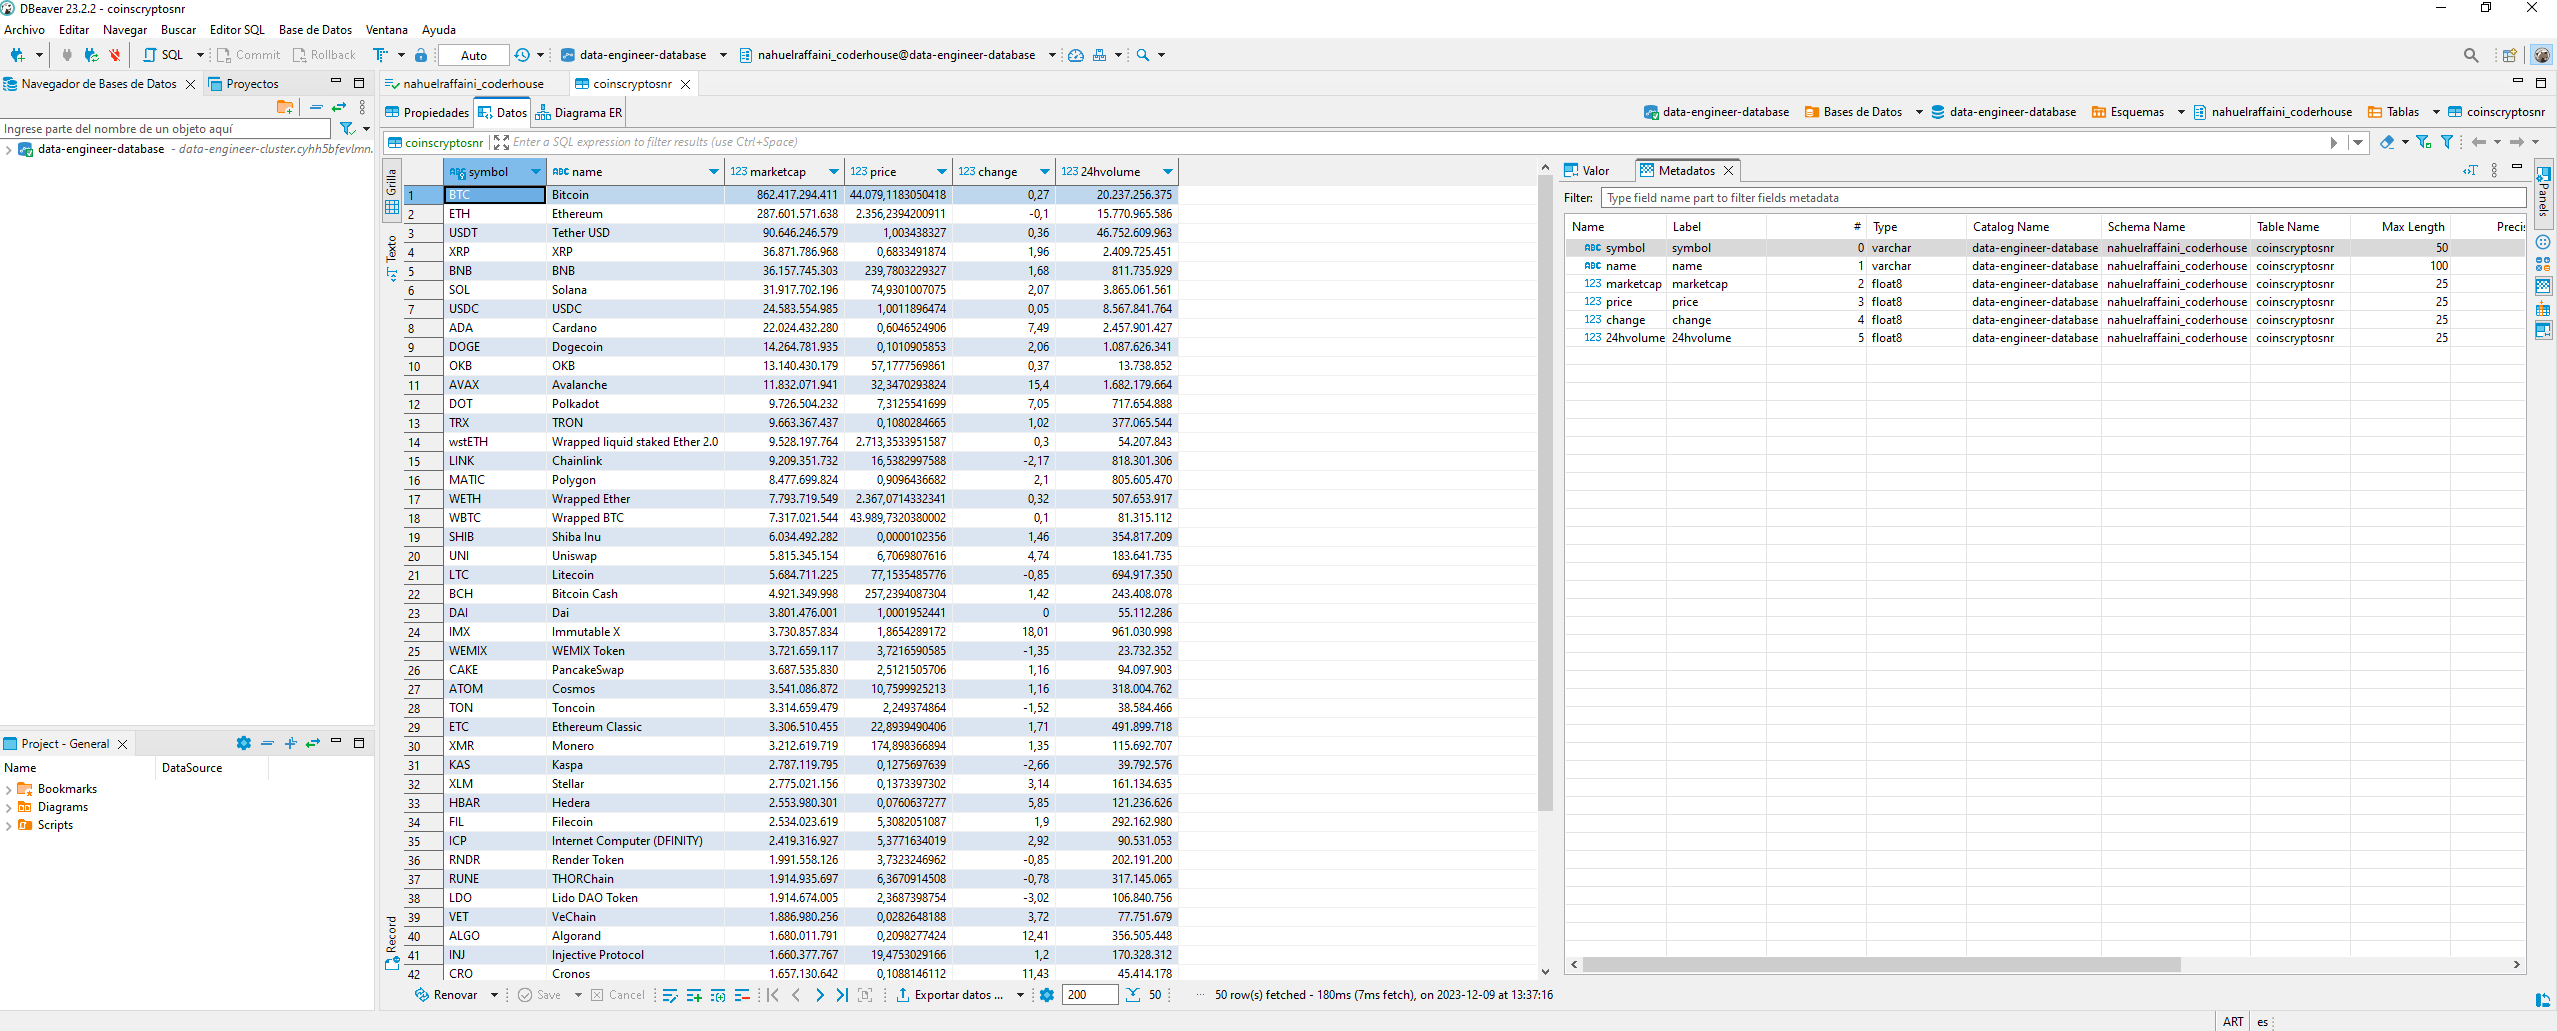 DBeaver 23.2.2 - coinscryptosnr
Archivo Editar Navegar Buscar Editor SQL Base de Datos Ventana Ayuda
SQL Commit Rollback Auto data-engineer-database nahuelraffaini_coderhouse@data-engineer-database
Navegador de Bases de Datos Proyectos
Ingrese parte del nombre de un objeto aquí
data-engineer-database - data-engineer-cluster.cyhh5bfevlmn.
Project - General
Name DataSource
Bookmarks
Diagrams
Scripts
nahuelraffaini_coderhouse coinscryptosnr
Propiedades Datos Diagrama ER
data-engineer-database Bases de Datos data-engineer-database Esquemas nahuelraffaini_coderhouse Tablas coinscryptosnr
coinscryptosnr Enter a SQL expression to filter results (use Ctrl+Space)
Grilla
Texto
Record
symbol name marketcap price change 24hvolume
1 BTC Bitcoin 862.417.294.411 44.079,1183050418 0,27 20.237.256.375
2 ETH Ethereum 287.601.571.638 2.356,2394200911 -0,1 15.770.965.586
3 USDT Tether USD 90.646.246.579 1,003438327 0,36 46.752.609.963
4 XRP XRP 36.871.786.968 0,6833491874 1,96 2.409.725.451
5 BNB BNB 36.157.745.303 239,7803229327 1,68 811.735.929
6 SOL Solana 31.917.702.196 74,9301007075 2,07 3.865.061.561
7 USDC USDC 24.583.554.985 1,0011896474 0,05 8.567.841.764
8 ADA Cardano 22.024.432.280 0,6046524906 7,49 2.457.901.427
9 DOGE Dogecoin 14.264.781.935 0,1010905853 2,06 1.087.626.341
10 OKB OKB 13.140.430.179 57,1777569861 0,37 13.738.852
11 AVAX Avalanche 11.832.071.941 32,3470293824 15,4 1.682.179.664
12 DOT Polkadot 9.726.504.232 7,3125541699 7,05 717.654.888
13 TRX TRON 9.663.367.437 0,1080284665 1,02 377.065.544
14 wstETH Wrapped liquid staked Ether 2.0 9.528.197.764 2.713,3533951587 0,3 54.207.843
15 LINK Chainlink 9.209.351.732 16,5382997588 -2,17 818.301.306
16 MATIC Polygon 8.477.699.824 0,9096436682 2,1 805.605.470
17 WETH Wrapped Ether 7.793.719.549 2.367,0714332341 0,32 507.653.917
18 WBTC Wrapped BTC 7.317.021.544 43.989,7320380002 0,1 81.315.112
19 SHIB Shiba Inu 6.034.492.282 0,0000102356 1,46 354.817.209
20 UNI Uniswap 5.815.345.154 6,7069807616 4,74 183.641.735
21 LTC Litecoin 5.684.711.225 77,1535485776 -0,85 694.917.350
22 BCH Bitcoin Cash 4.921.349.998 257,2394087304 1,42 243.408.078
23 DAI Dai 3.801.476.001 1,0001952441 0 55.112.286
24 IMX Immutable X 3.730.857.834 1,8654289172 18,01 961.030.998
25 WEMIX WEMIX Token 3.721.659.117 3,7216590585 -1,35 23.732.352
26 CAKE PancakeSwap 3.687.535.830 2,5121505706 1,16 94.097.903
27 ATOM Cosmos 3.541.086.872 10,7599925213 1,16 318.004.762
28 TON Toncoin 3.314.659.479 2,249374864 -1,52 38.584.466
29 ETC Ethereum Classic 3.306.510.455 22,8939490406 1,71 491.899.718
30 XMR Monero 3.212.619.719 174,898366894 1,35 115.692.707
31 KAS Kaspa 2.787.119.795 0,1275697639 -2,66 39.792.576
32 XLM Stellar 2.775.021.156 0,1373397302 3,14 161.134.635
33 HBAR Hedera 2.553.980.301 0,0760637277 5,85 121.236.626
34 FIL Filecoin 2.534.023.619 5,3082051087 1,9 292.162.980
35 ICP Internet Computer (DFINITY) 2.419.316.927 5,3771634019 2,92 90.531.053
36 RNDR Render Token 1.991.558.126 3,7323246962 -0,85 202.191.200
37 RUNE THORChain 1.914.935.697 6,3670914508 -0,78 317.145.065
38 LDO Lido DAO Token 1.914.674.005 2,3687398754 -3,02 106.840.756
39 VET VeChain 1.886.980.256 0,0282648188 3,72 77.751.679
40 ALGO Algorand 1.680.011.791 0,2098277424 12,41 356.505.448
41 INJ Injective Protocol 1.660.377.767 19,4753029166 1,2 170.328.312
42 CRO Cronos 1.657.130.642 0,1088146112 11,43 45.414.178
Renovar Save Cancel Exportar datos ... 200 50 50 row(s) fetched - 180ms (7ms fetch), on 2023-12-09 at 13:37:16
Valor Metadatos
Panels
Filter: Type field name part to filter fields metadata
Name Label # Type Catalog Name Schema Name Table Name Max Length Precis
ABC symbol symbol 0 varchar data-engineer-database nahuelraffaini_coderhouse coinscryptosnr 50
ABC name name 1 varchar data-engineer-database nahuelraffaini_coderhouse coinscryptosnr 100
123 marketcap marketcap 2 float8 data-engineer-database nahuelraffaini_coderhouse coinscryptosnr 25
123 price price 3 float8 data-engineer-database nahuelraffaini_coderhouse coinscryptosnr 25
123 change change 4 float8 data-engineer-database nahuelraffaini_coderhouse coinscryptosnr 25
123 24hvolume 24hvolume 5 float8 data-engineer-database nahuelraffaini_coderhouse coinscryptosnr 25
ART es